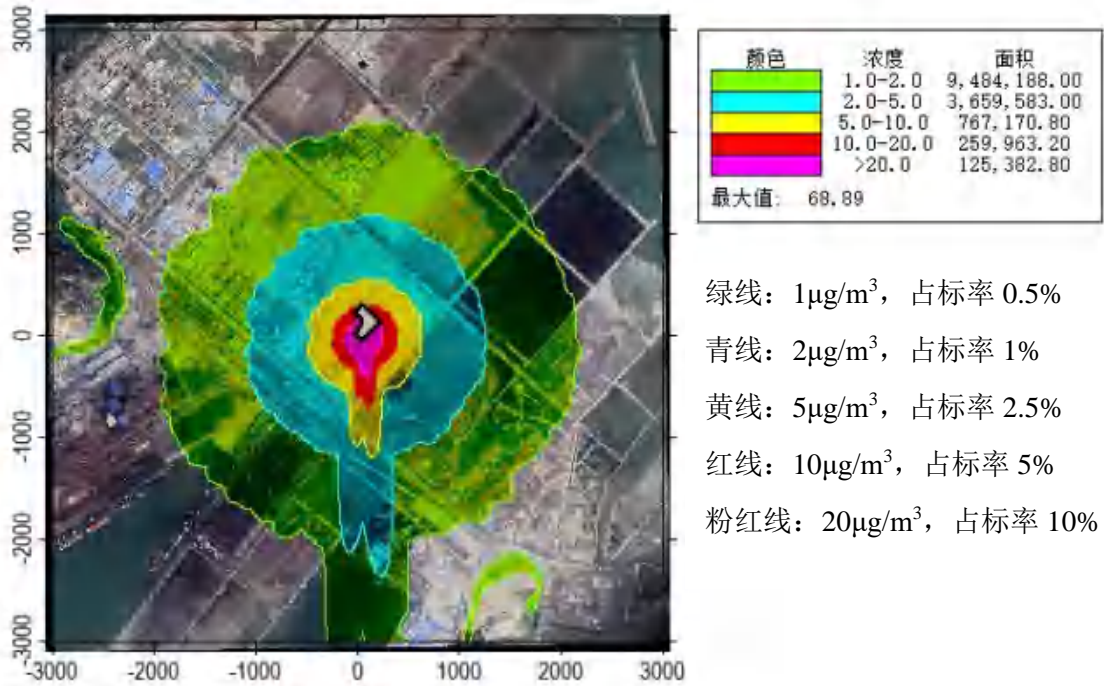 3000
2000
1000
0
-1000
-2000
-3000
-3000 -2000 -1000 0 1000 2000 3000
颜色 浓度 面积
1.0-2.0 9,484,188.00
2.0-5.0 3,659,583.00
5.0-10.0 767,170.80
10.0-20.0 259,963.20
>20.0 125,382.80
最大值: 68.89
绿线：1μg/m³，占标率 0.5%
青线：2μg/m³，占标率 1%
黄线：5μg/m³，占标率 2.5%
红线：10μg/m³，占标率 5%
粉红线：20μg/m³，占标率 10%